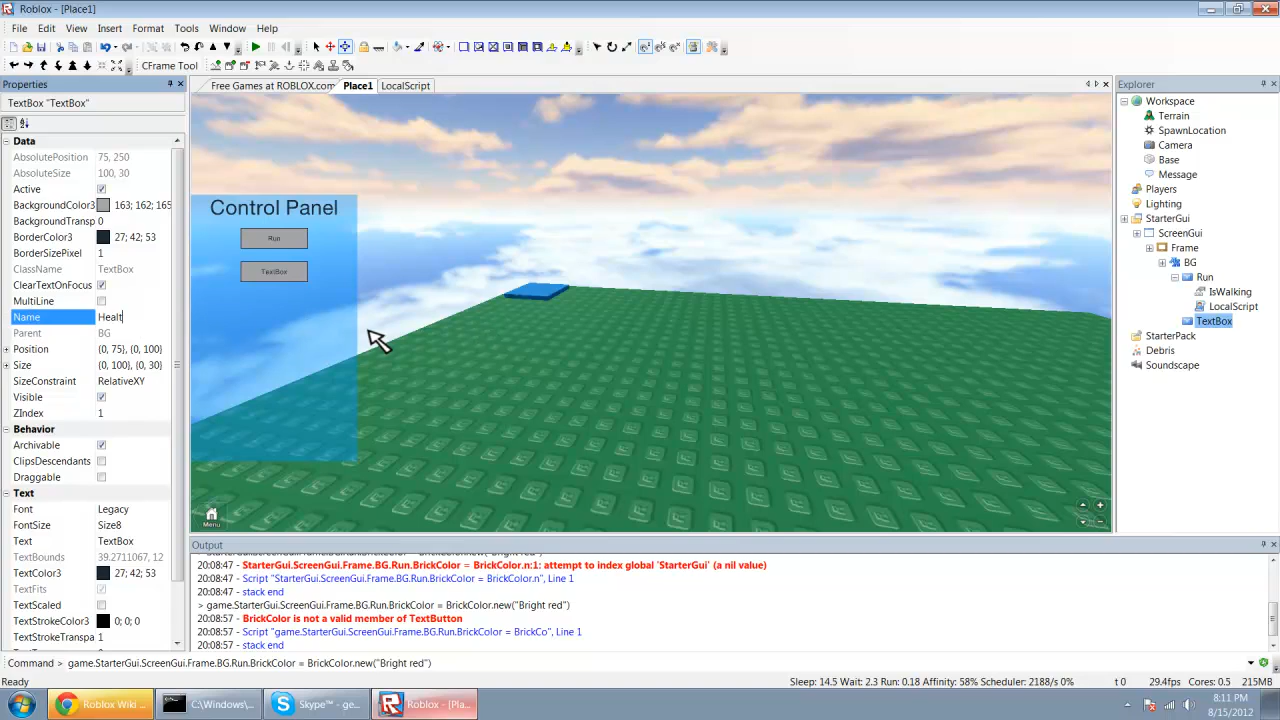 Roblox - [Place1]
File Edit View Insert Format Tools Window Help
CFrame Tool
Properties
TextBox "TextBox"
Data
AbsolutePosition 75, 250
AbsoluteSize 100, 30
Active
BackgroundColor3 163; 162; 165
BackgroundTransp 0
BorderColor3 27; 42; 53
BorderSizePixel 1
ClassName TextBox
ClearTextOnFocus
MultiLine
Name Healt
Parent BG
Position {0, 75}, {0, 100}
Size {0, 100}, {0, 30}
SizeConstraint RelativeXY
Visible
ZIndex 1
Behavior
Archivable
ClipsDescendants
Draggable
Text
Font Legacy
FontSize Size8
Text TextBox
TextBounds 39.2711067, 12
TextColor3 27; 42; 53
TextFits
TextScaled
TextStrokeColor3 0; 0; 0
TextStrokeTranspa 1
Free Games at ROBLOX.com Place1 LocalScript
Control Panel
Run
TextBox
Menu
Explorer
Workspace
Terrain
SpawnLocation
Camera
Base
Message
Players
Lighting
StarterGui
ScreenGui
Frame
BG
Run
IsWalking
LocalScript
TextBox
StarterPack
Debris
Soundscape
Output
20:08:47 - StarterGui.ScreenGui.Frame.BG.Run.BrickColor = BrickColor.n:1: attempt to index global 'StarterGui' (a nil value)
20:08:47 - Script "StarterGui.ScreenGui.Frame.BG.Run.BrickColor = BrickColor.n", Line 1
20:08:47 - stack end
> game.StarterGui.ScreenGui.Frame.BG.Run.BrickColor = BrickColor.new("Bright red")
20:08:57 - BrickColor is not a valid member of TextButton
20:08:57 - Script "game.StarterGui.ScreenGui.Frame.BG.Run.BrickColor = BrickCo", Line 1
20:08:57 - stack end
Command > game.StarterGui.ScreenGui.Frame.BG.Run.BrickColor = BrickColor.new("Bright red")
Ready
Sleep: 14.5 Wait: 2.3 Run: 0.18 Affinity: 58% Scheduler: 2188/s 0% t 0 29.4fps Cores: 0.5 215MB
Roblox Wiki ... C:\Windows\... Skype™ - ge... Roblox - [Pla...
8:11 PM
8/15/2012